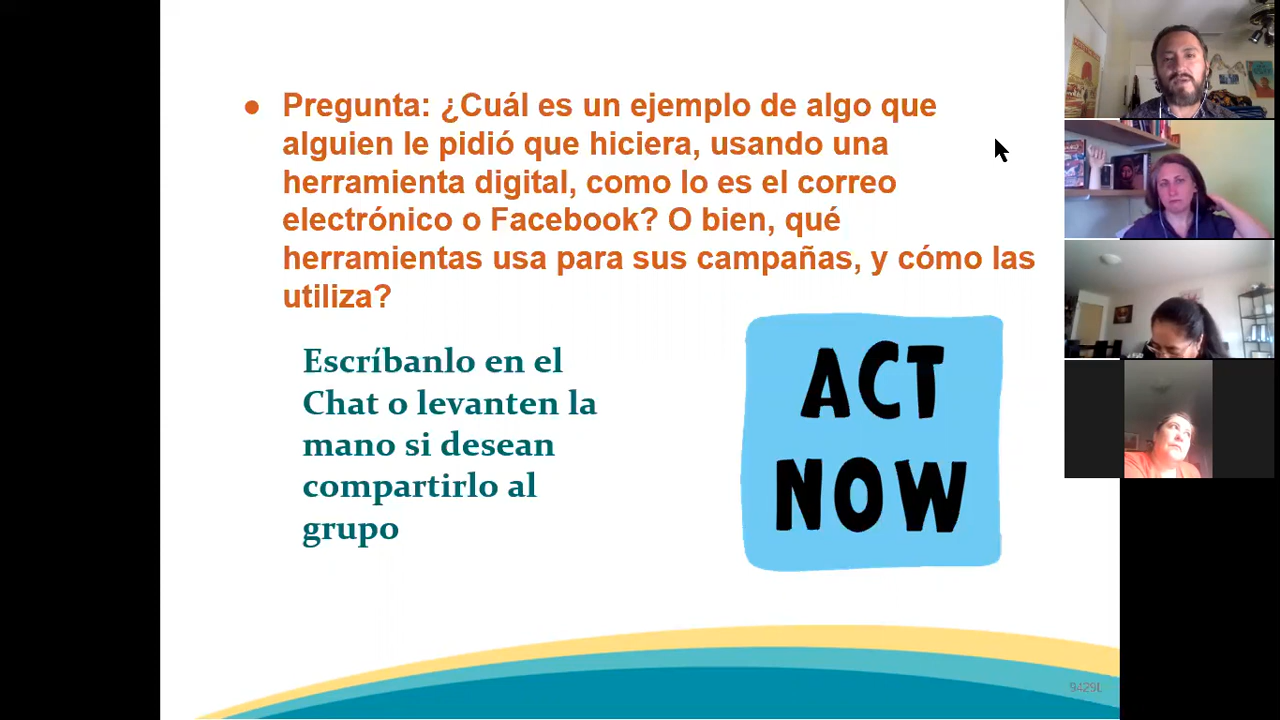 Pregunta: ¿Cuál es un ejemplo de algo que
alguien le pidió que hiciera, usando una
herramienta digital, como lo es el correo
electrónico o Facebook? O bien, qué
herramientas usa para sus campañas, y cómo las
utiliza?
Escríbanlo en el
Chat o levanten la
mano si desean
compartirlo al
grupo
ACT
NOW